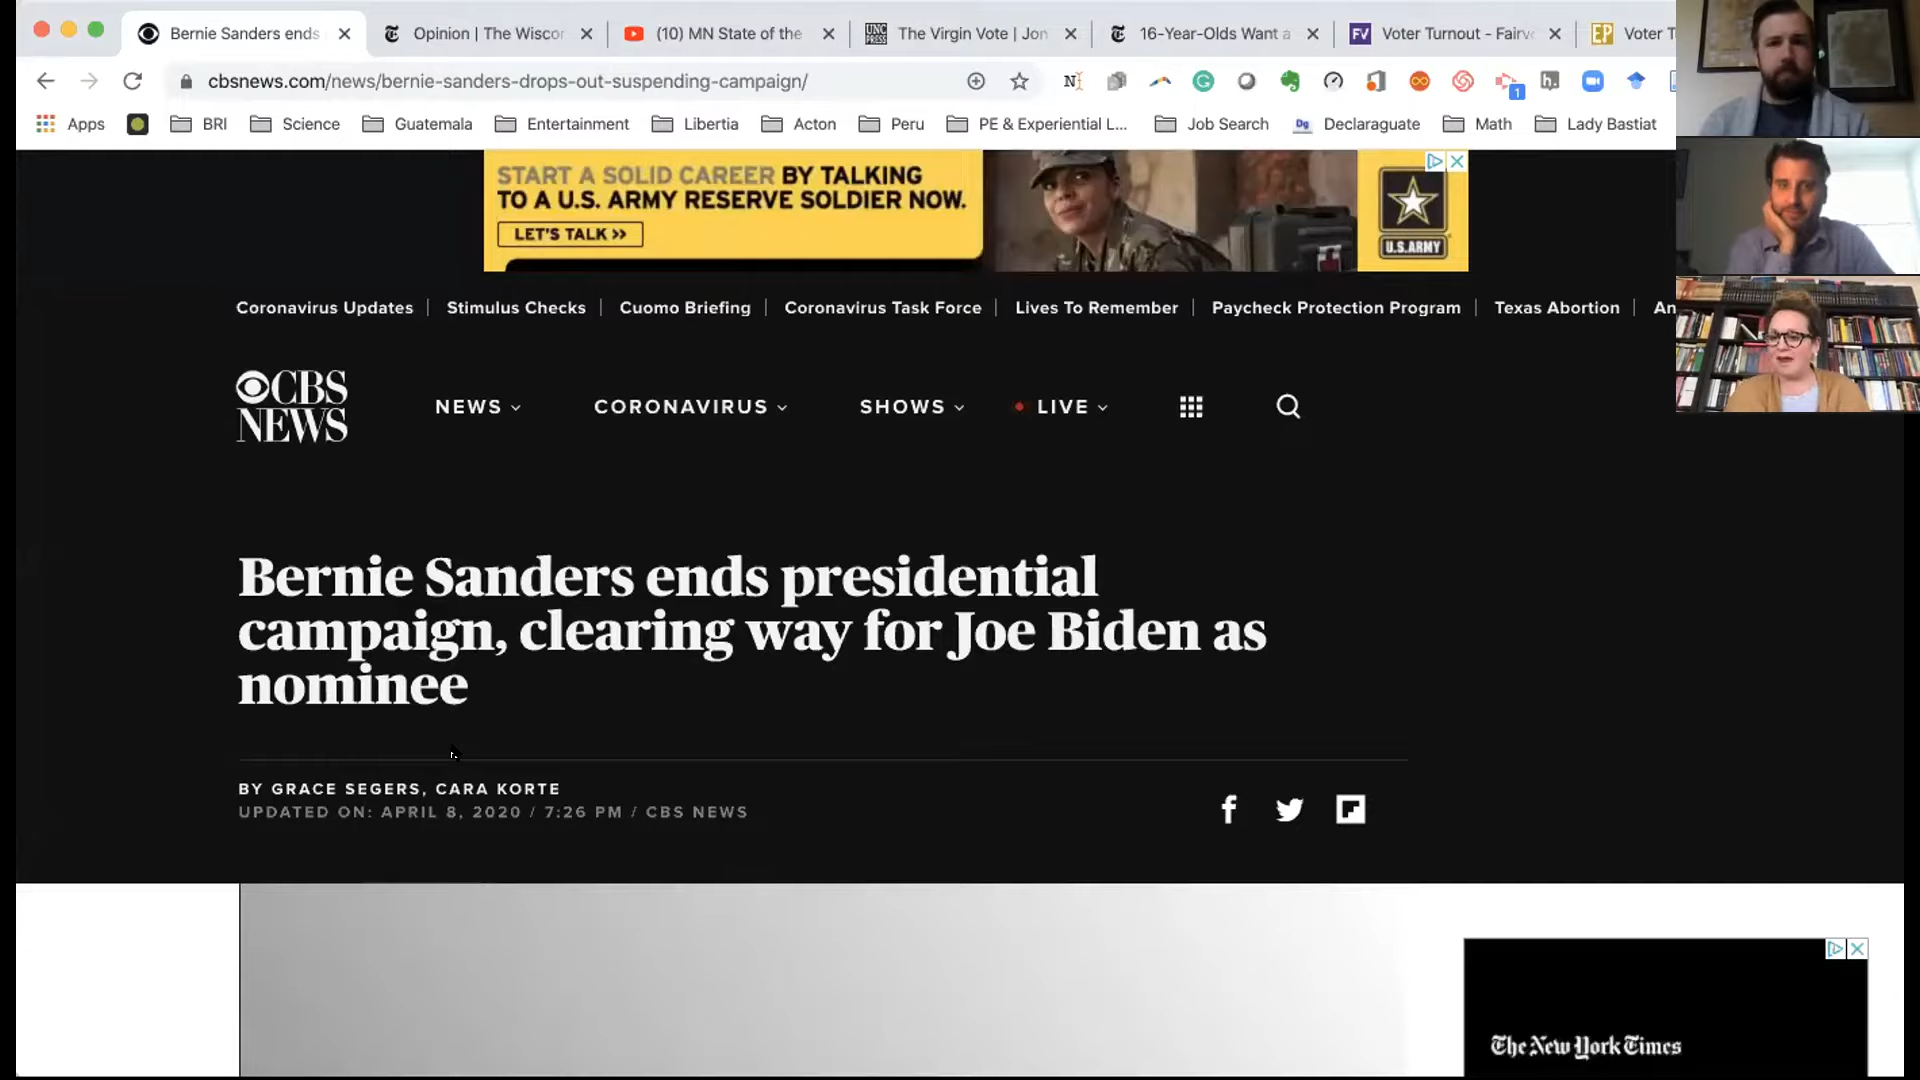 Bernie Sanders ends
Opinion | The Wiscor
(10) MN State of the
The Virgin Vote | Jon
16-Year-Olds Want a
FV
Voter Turnout - Fairv
EP
Voter T
cbsnews.com/news/bernie-sanders-drops-out-suspending-campaign/
1
Apps
BRI
Science
Guatemala
Entertainment
Libertia
Acton
Peru
PE & Experiential L...
Job Search
Dg
Declaraguate
Math
Lady Bastiat
START A SOLID CAREER BY TALKING
TO A U.S. ARMY RESERVE SOLDIER NOW.
LET'S TALK >>
U.S.ARMY
Coronavirus Updates
Stimulus Checks
Cuomo Briefing
Coronavirus Task Force
Lives To Remember
Paycheck Protection Program
Texas Abortion
An
CBS
NEWS
NEWS
CORONAVIRUS
SHOWS
LIVE
Bernie Sanders ends presidential
campaign, clearing way for Joe Biden as
nominee
BY GRACE SEGERS, CARA KORTE
UPDATED ON: APRIL 8, 2020 / 7:26 PM / CBS NEWS
The New York Times